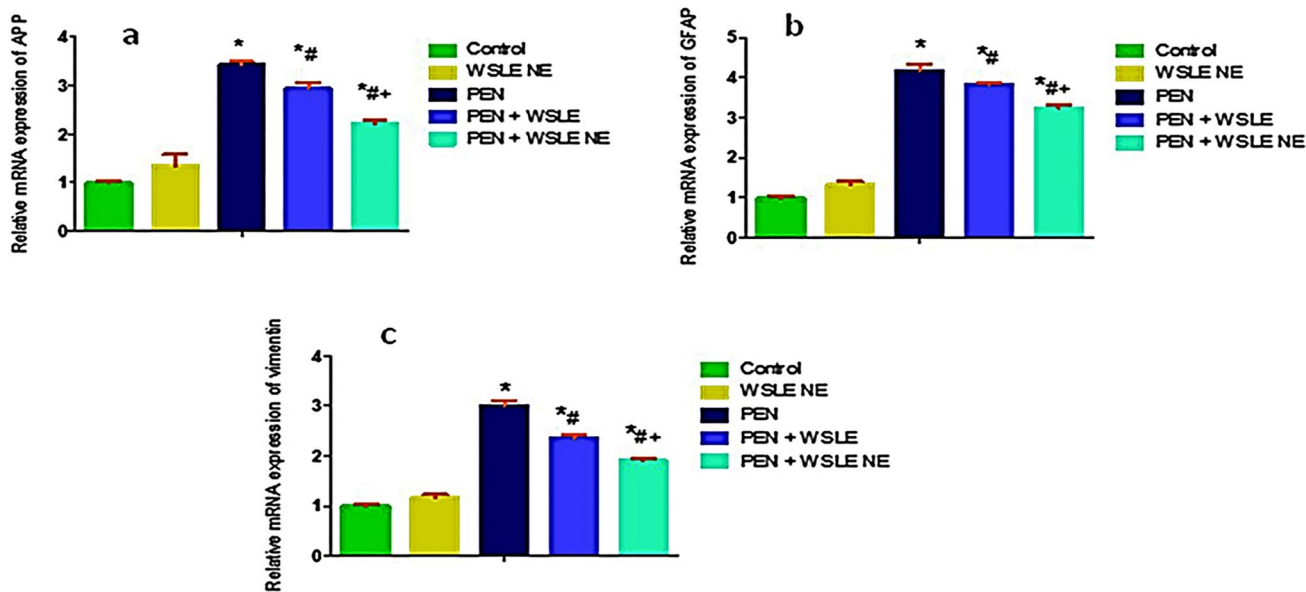 a
Relative mRNA expression of APP
4
3
2
1
0
*
*#
*#+
Control
WSLE NE
PEN
PEN + WSLE
PEN + WSLE NE
b
Relative mRNA expression of GFAP
5
4
3
2
1
0
*
*#
*#+
Control
WSLE NE
PEN
PEN + WSLE
PEN + WSLE NE
c
Relative mRNA expression of vimentin
4
3
2
1
0
*
*#
*#+
Control
WSLE NE
PEN
PEN + WSLE
PEN + WSLE NE